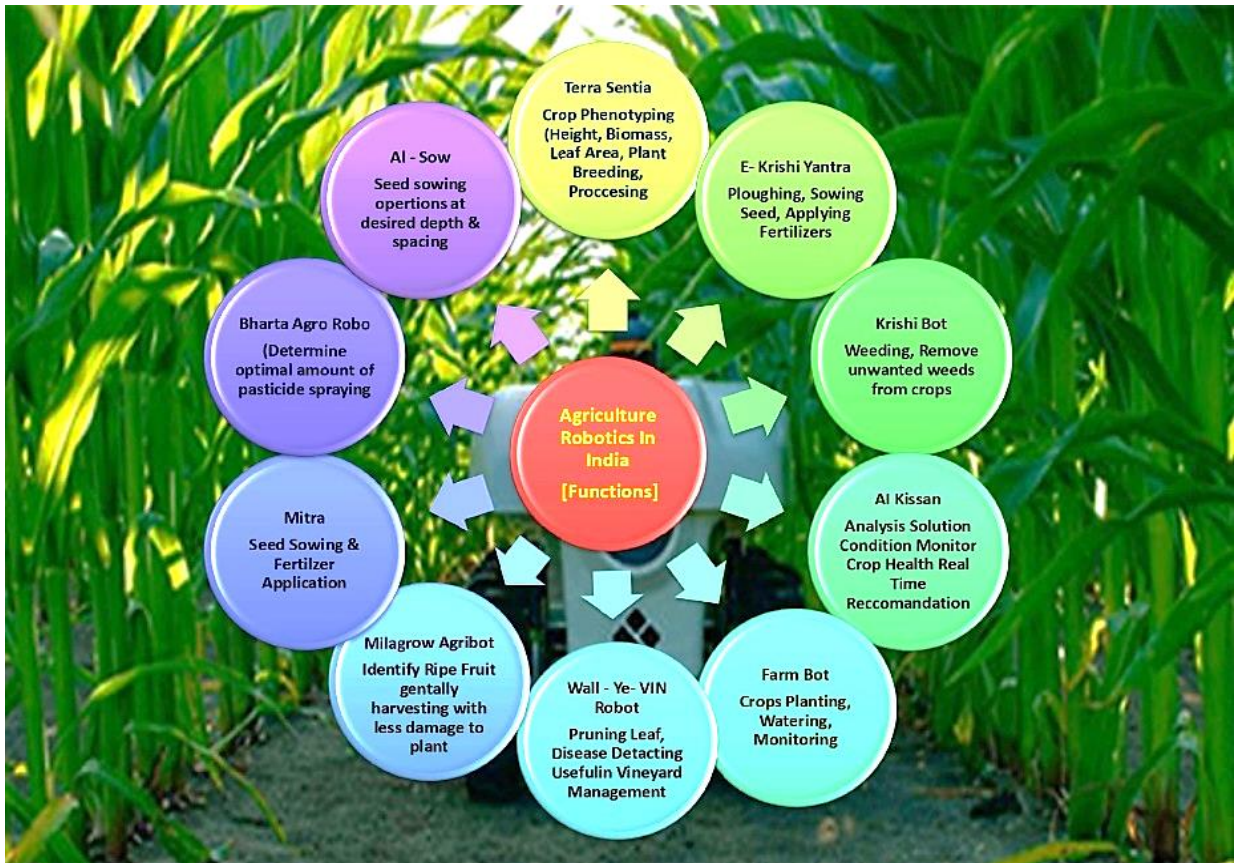 Terra Sentia
Crop Phenotyping
(Height, Biomass,
Leaf Area, Plant
Breeding,
Proccesing
E- Krishi Yantra
Ploughing, Sowing
Seed, Applying
Fertilizers
Krishi Bot
Weeding, Remove
unwanted weeds
from crops
AI Kissan
Analysis Solution
Condition Monitor
Crop Health Real
Time
Reccomandation
Farm Bot
Crops Planting,
Watering,
Monitoring
Wall - Ye- VIN
Robot
Pruning Leaf,
Disease Detacting
Usefulin Vineyard
Management
Milagrow Agribot
Identify Ripe Fruit
gentally
harvesting with
less damage to
plant
Mitra
Seed Sowing &
Fertilzer
Application
Bharta Agro Robo
(Determine
optimal amount of
pasticide spraying
AI - Sow
Seed sowing
opertions at
desired depth &
spacing
Agriculture
Robotics In
India
[Functions]